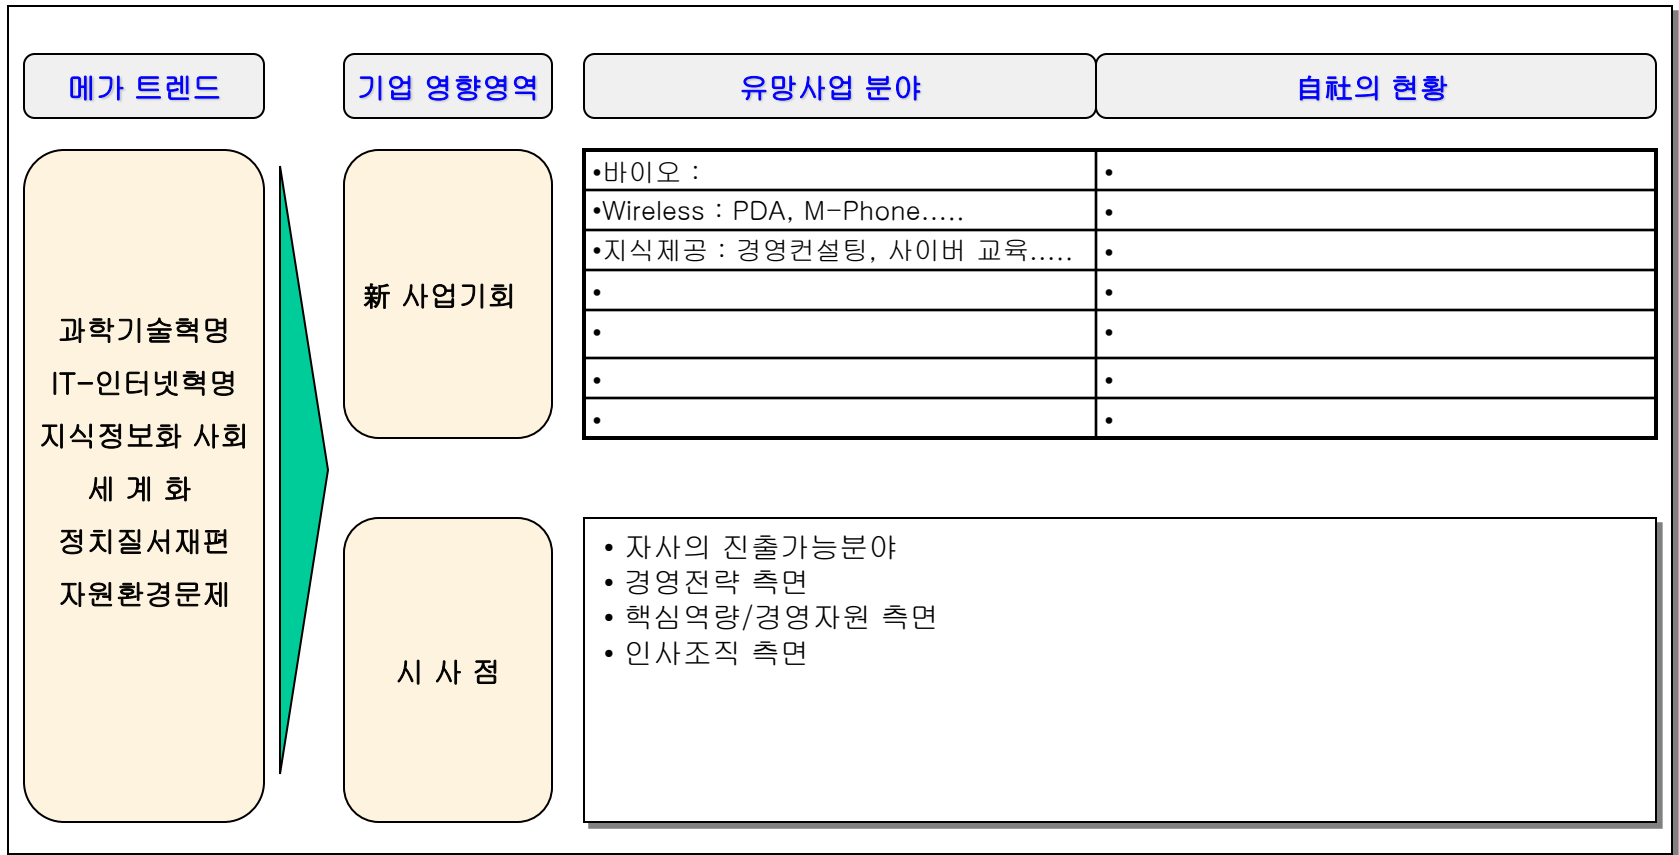 메가 트렌드
기업 영향영역
유망사업 분야
自社의 현황
과학기술혁명
IT-인터넷혁명
지식정보화 사회
세 계 화
정치질서재편
자원환경문제
新 사업기회
•바이오 :
•
•Wireless : PDA, M-Phone.....
•
•지식제공 : 경영컨설팅, 사이버 교육.....
•
•
•
•
•
•
•
•
•
시 사 점
• 자사의 진출가능분야
• 경영전략 측면
• 핵심역량/경영자원 측면
• 인사조직 측면